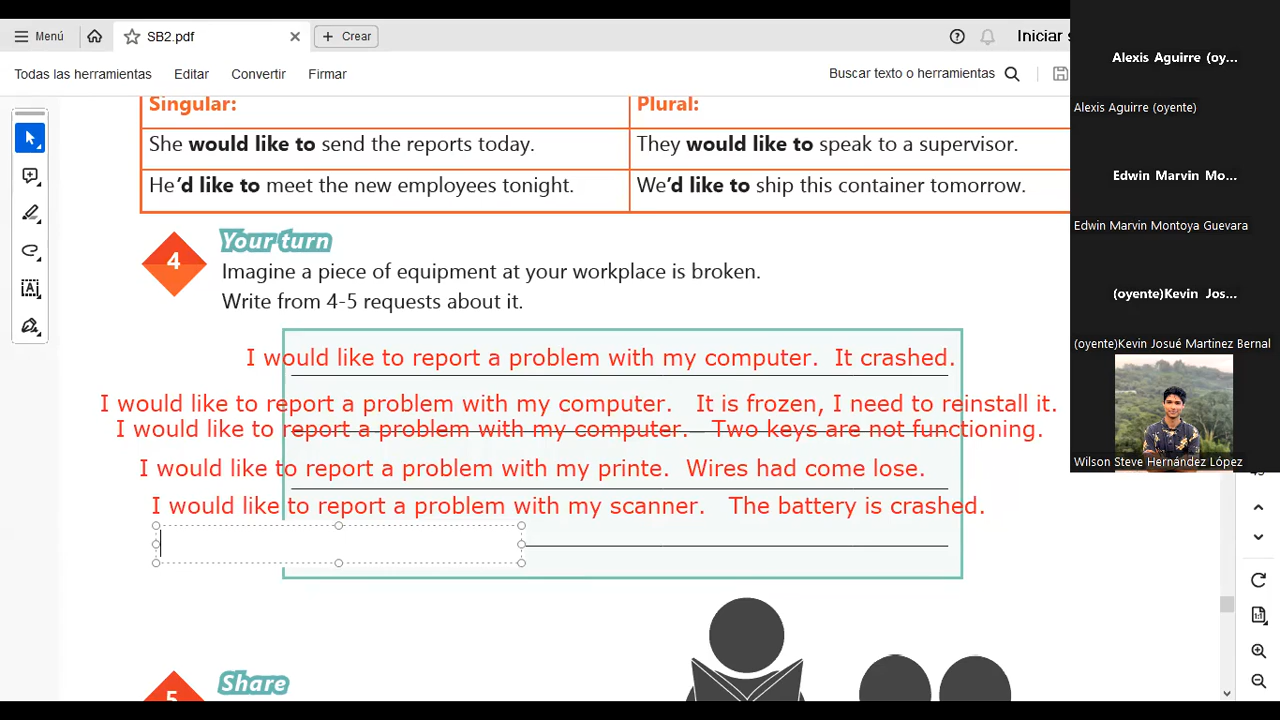 Menú
SB2.pdf
Crear
Iniciar s
Todas las herramientas
Editar
Convertir
Firmar
Buscar texto o herramientas
Singular:
Plural:
She would like to send the reports today.
They would like to speak to a supervisor.
He'd like to meet the new employees tonight.
We'd like to ship this container tomorrow.
4
Your turn
Imagine a piece of equipment at your workplace is broken.
Write from 4-5 requests about it.
I would like to report a problem with my computer. It crashed.
I would like to report a problem with my computer. It is frozen, I need to reinstall it.
I would like to report a problem with my computer. Two keys are not functioning.
I would like to report a problem with my printe. Wires had come lose.
I would like to report a problem with my scanner. The battery is crashed.
5
Share
Alexis Aguirre (oy...
Alexis Aguirre (oyente)
Edwin Marvin Mo...
Edwin Marvin Montoya Guevara
(oyente)Kevin Jos...
(oyente)Kevin Josué Martinez Bernal
Wilson Steve Hernández López
1:1